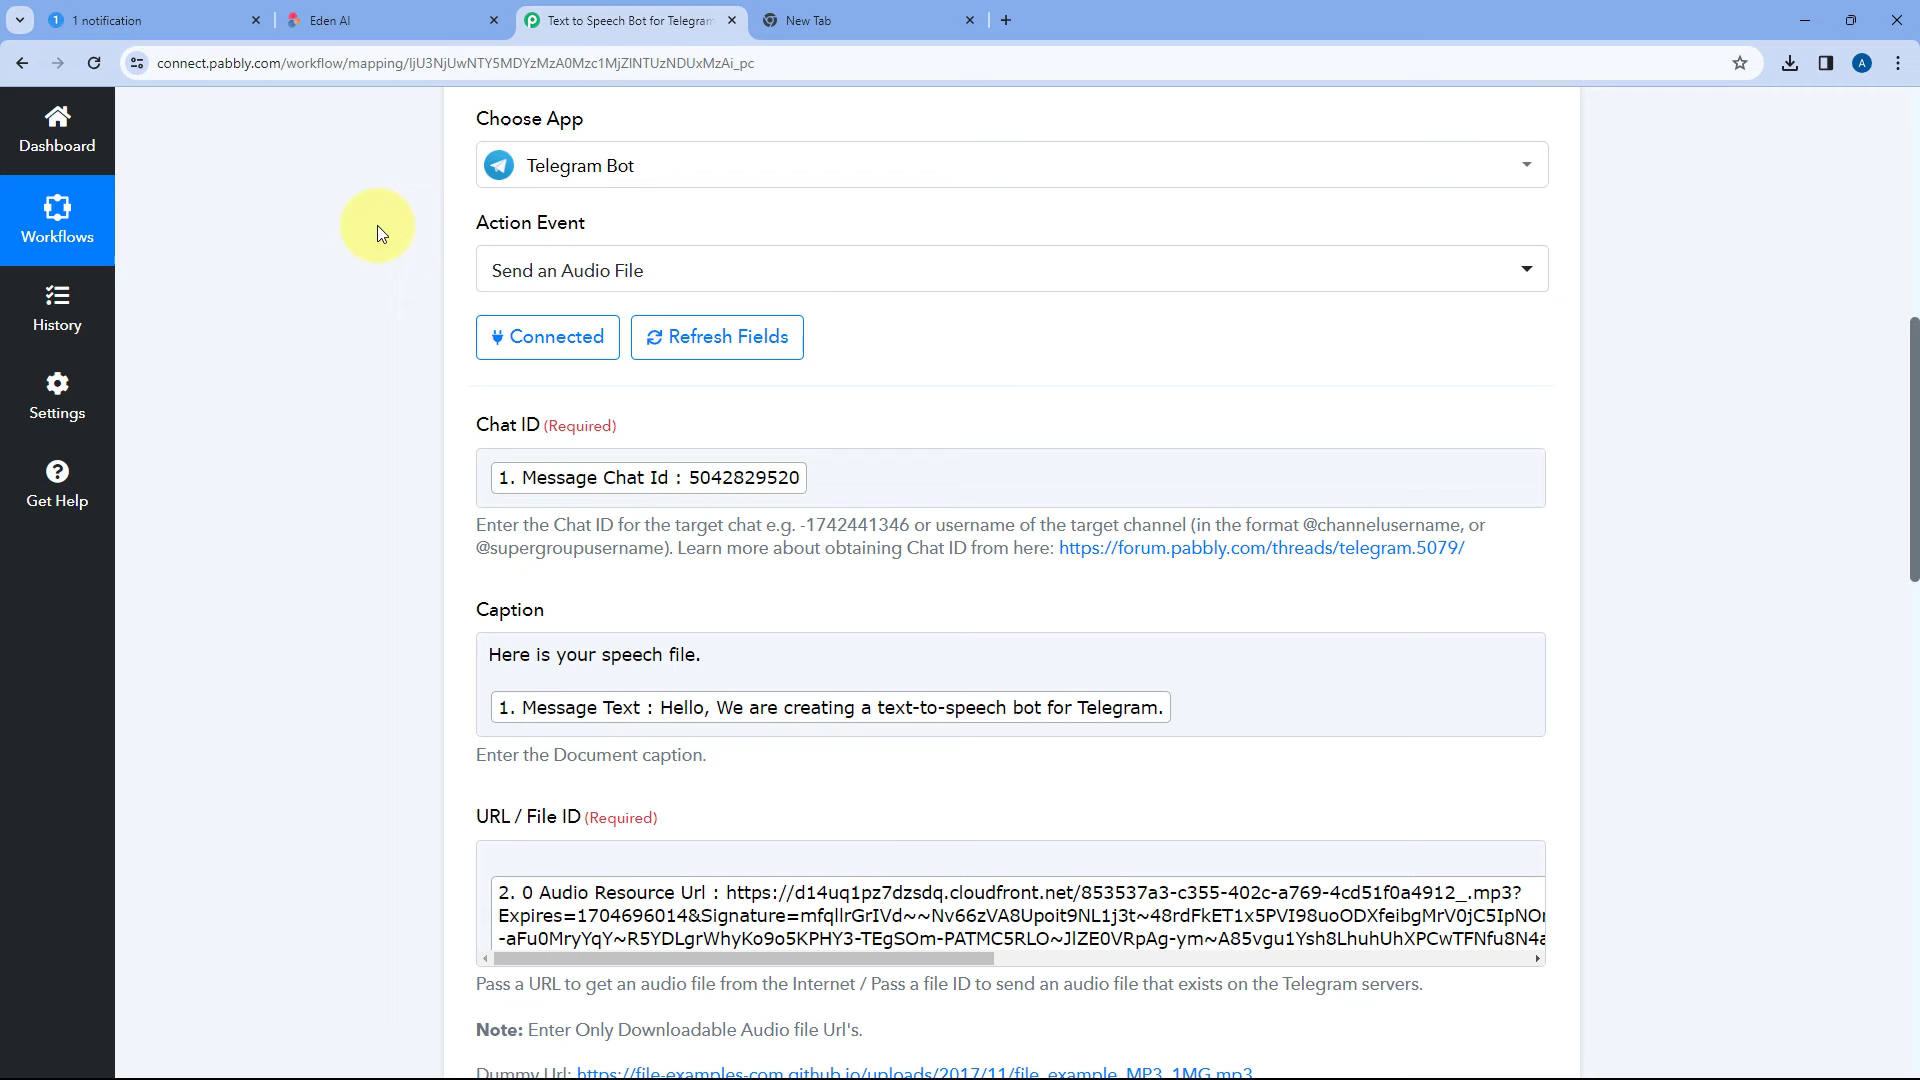 1 notification
Eden AI
Text to Speech Bot for Telegram
New Tab
connect.pabbly.com/workflow/mapping/IjU3NjUwNTY5MDYzMzA0Mzc1MjZlNTUzNDUxMzAi_pc
A
Dashboard
Workflows
History
Settings
Get Help
Choose App
Telegram Bot
Action Event
Send an Audio File
Connected
Refresh Fields
Chat ID (Required)
1. Message Chat Id : 5042829520
Enter the Chat ID for the target chat e.g. -1742441346 or username of the target channel (in the format @channelusername, or
@supergroupusername). Learn more about obtaining Chat ID from here: https://forum.pabbly.com/threads/telegram.5079/
Caption
Here is your speech file.
1. Message Text : Hello, We are creating a text-to-speech bot for Telegram.
Enter the Document caption.
URL / File ID (Required)
2. 0 Audio Resource Url : https://d14uq1pz7dzsdq.cloudfront.net/853537a3-c355-402c-a769-4cd51f0a4912_.mp3?
Expires=1704696014&Signature=mfqllrGrIVd~~Nv66zVA8Upoit9NL1j3t~48rdFkET1x5PVI98uoODXfeibgMrV0jC5IpNOr
-aFu0MryYqY~R5YDLgrWhyKo9o5KPHY3-TEgSOm-PATMC5RLO~JlZE0VRpAg-ym~A85vgu1Ysh8LhuhUhXPCwTFNfu8N4a
Pass a URL to get an audio file from the Internet / Pass a file ID to send an audio file that exists on the Telegram servers.
Note: Enter Only Downloadable Audio file Url's.
Dummy Url: https://file-examples-com.github.io/uploads/2017/11/file_example_MP3_1MG.mp3